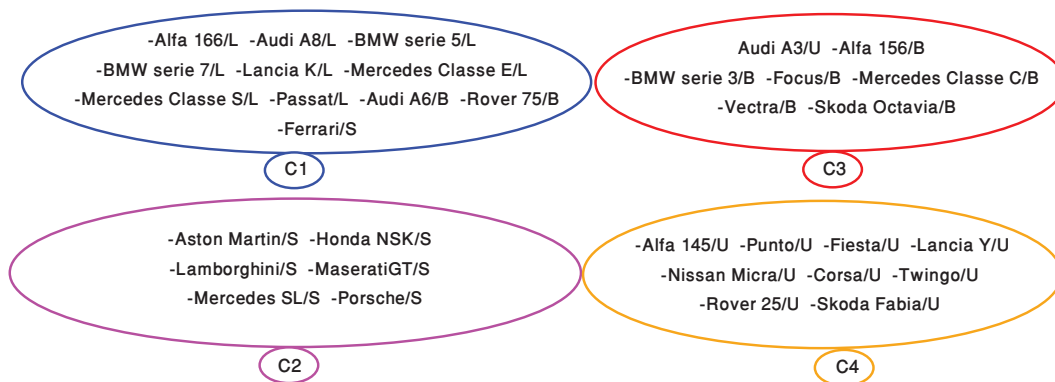 -Alfa 166/L -Audi A8/L -BMW serie 5/L
-BMW serie 7/L -Lancia K/L -Mercedes Classe E/L
-Mercedes Classe S/L -Passat/L -Audi A6/B -Rover 75/B
-Ferrari/S
C1
Audi A3/U -Alfa 156/B
-BMW serie 3/B -Focus/B -Mercedes Classe C/B
-Vectra/B -Skoda Octavia/B
C3
-Aston Martin/S -Honda NSK/S
-Lamborghini/S -MaseratiGT/S
-Mercedes SL/S -Porsche/S
C2
-Alfa 145/U -Punto/U -Fiesta/U -Lancia Y/U
-Nissan Micra/U -Corsa/U -Twingo/U
-Rover 25/U -Skoda Fabia/U
C4